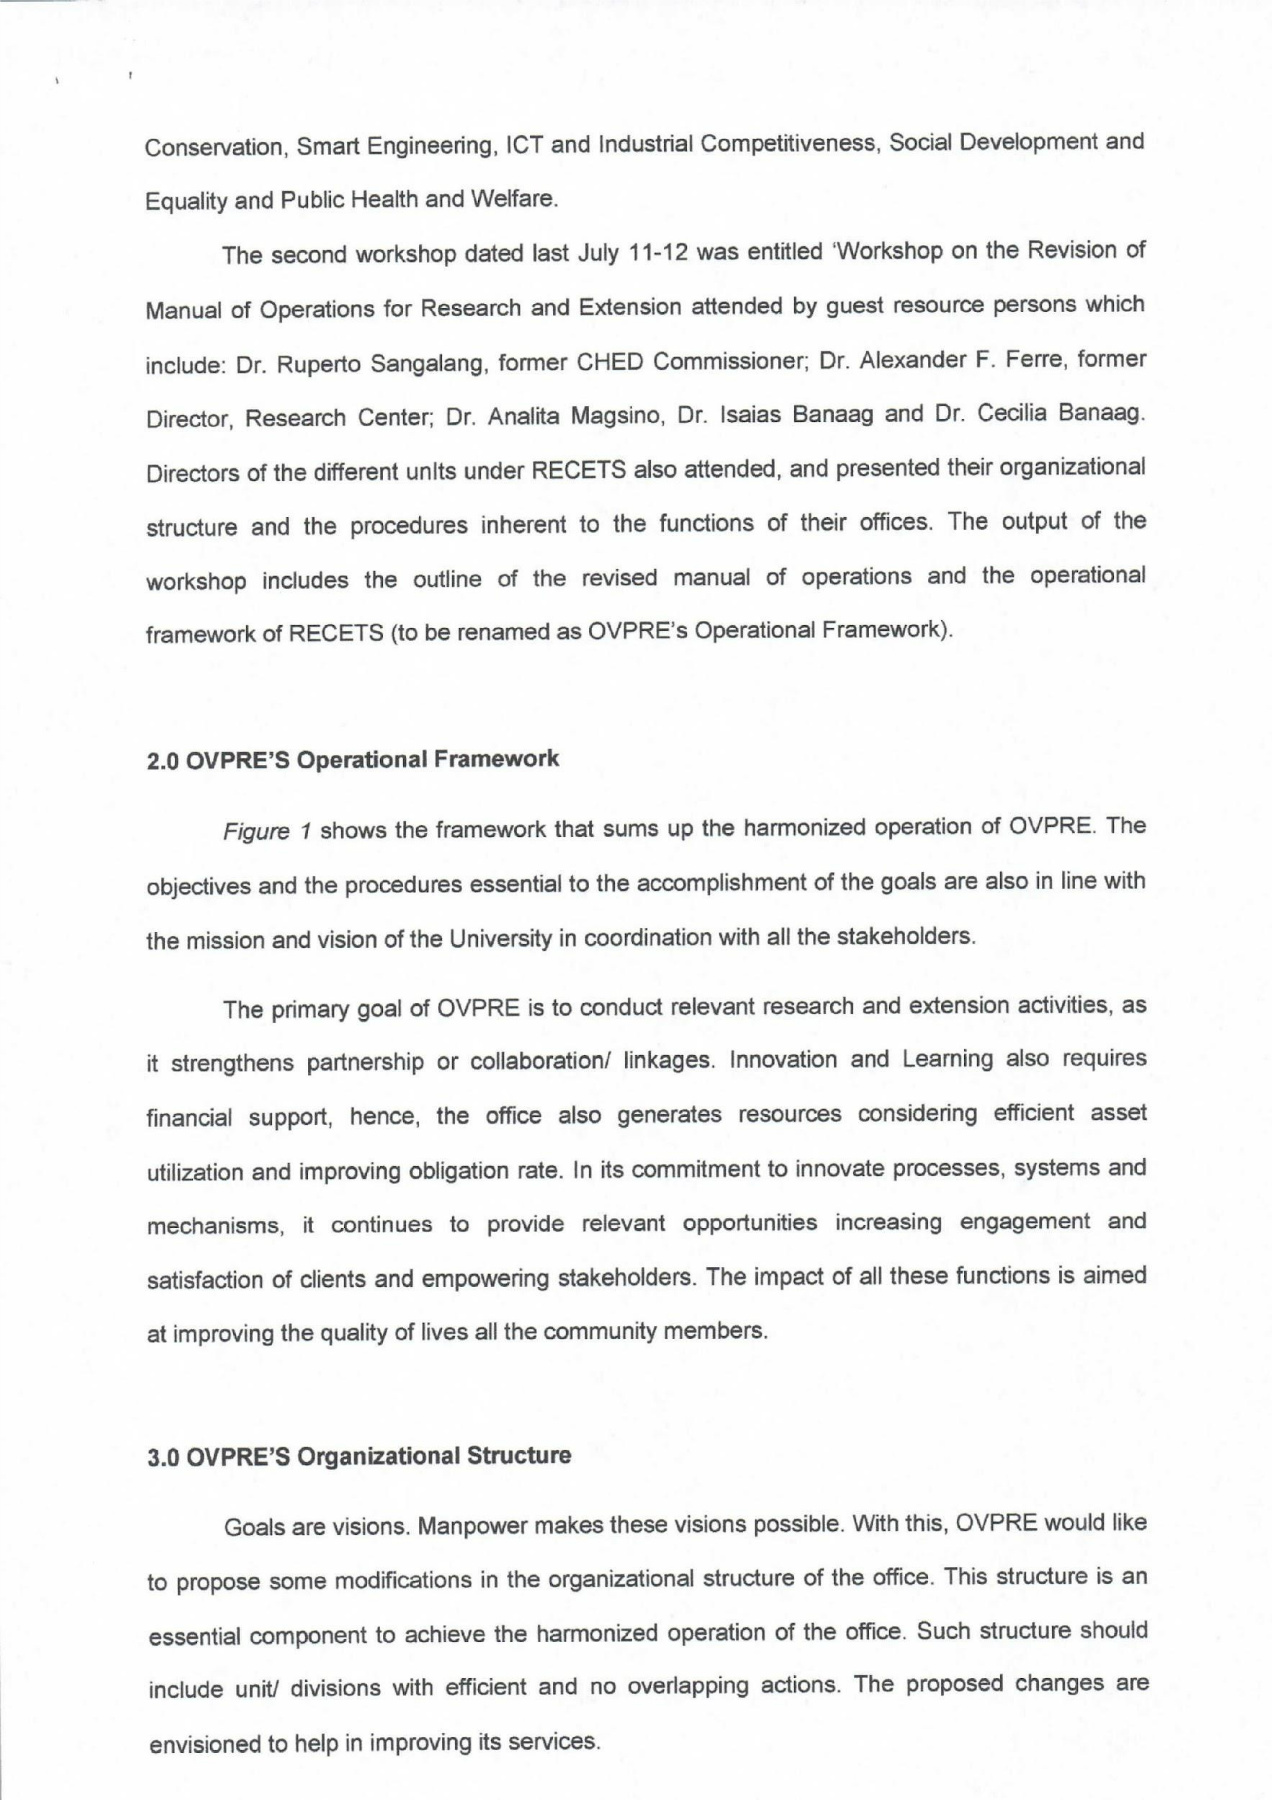 Conservation, Smart Engineering, ICT and Industrial Competitiveness, Social Development and
Equality and Public Health and Welfare.
The second workshop dated last July 11-12 was entitled 'Workshop on the Revision of
Manual of Operations for Research and Extension attended by guest resource persons which
include: Dr. Ruperto Sangalang, former CHED Commissioner; Dr. Alexander F. Ferre, former
Director, Research Center; Dr. Analita Magsino, Dr. Isaias Banaag and Dr. Cecilia Banaag.
Directors of the different units under RECETS also attended, and presented their organizational
structure and the procedures inherent to the functions of their offices. The output of the
workshop includes the outline of the revised manual of operations and the operational
framework of RECETS (to be renamed as OVPRE's Operational Framework).
2.0 OVPRE'S Operational Framework
Figure 1 shows the framework that sums up the harmonized operation of OVPRE. The
objectives and the procedures essential to the accomplishment of the goals are also in line with
the mission and vision of the University in coordination with all the stakeholders.
The primary goal of OVPRE is to conduct relevant research and extension activities, as
it strengthens partnership or collaboration/ linkages. Innovation and Learning also requires
financial support, hence, the office also generates resources considering efficient asset
utilization and improving obligation rate. In its commitment to innovate processes, systems and
mechanisms, it continues to provide relevant opportunities increasing engagement and
satisfaction of clients and empowering stakeholders. The impact of all these functions is aimed
at improving the quality of lives all the community members.
3.0 OVPRE'S Organizational Structure
Goals are visions. Manpower makes these visions possible. With this, OVPRE would like
to propose some modifications in the organizational structure of the office. This structure is an
essential component to achieve the harmonized operation of the office. Such structure should
include unit/ divisions with efficient and no overlapping actions. The proposed changes are
envisioned to help in improving its services.